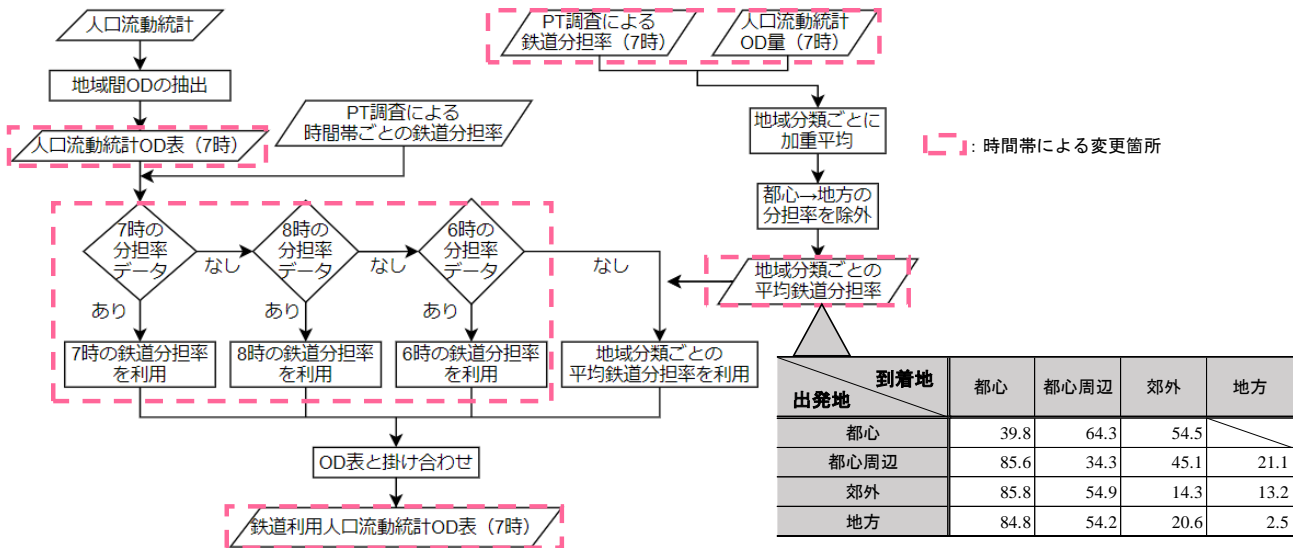 人口流動統計
地域間ODの抽出
人口流動統計OD表（7時）
PT調査による
時間帯ごとの鉄道分担率
7時の
分担率
データ
なし
8時の
分担率
データ
なし
6時の
分担率
データ
なし
あり
あり
あり
7時の鉄道分担率
を利用
8時の鉄道分担率
を利用
6時の鉄道分担率
を利用
地域分類ごとの
平均鉄道分担率を利用
OD表と掛け合わせ
鉄道利用人口流動統計OD表（7時）
PT調査による
鉄道分担率（7時）
人口流動統計
OD量（7時）
地域分類ごとに
加重平均
都心→地方の
分担率を除外
地域分類ごとの
平均鉄道分担率
：時間帯による変更箇所
到着地
出発地
都心 都心周辺 郊外 地方
都心 39.8 64.3 54.5
都心周辺 85.6 34.3 45.1 21.1
郊外 85.8 54.9 14.3 13.2
地方 84.8 54.2 20.6 2.5